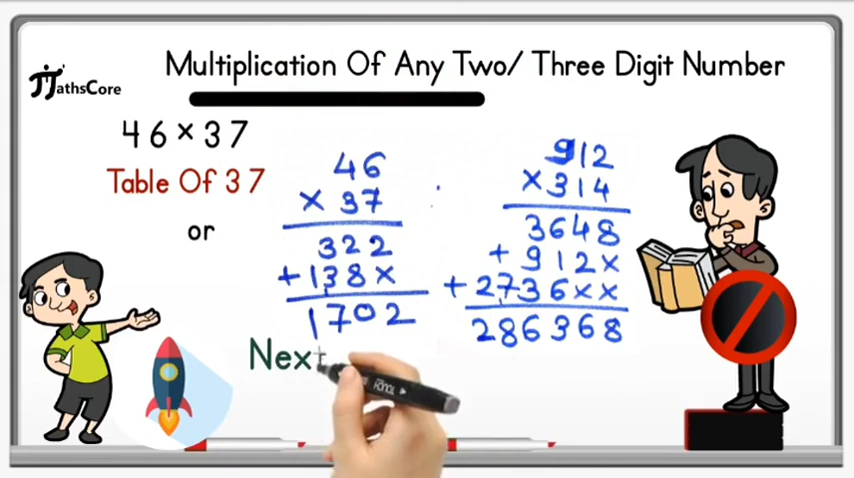 πathsCore
Multiplication Of Any Two/ Three Digit Number
46×37
Table Of 37
or
46
× 37
322
+138×
1702
912
×314
3648
+912×
+2736××
286368
Next